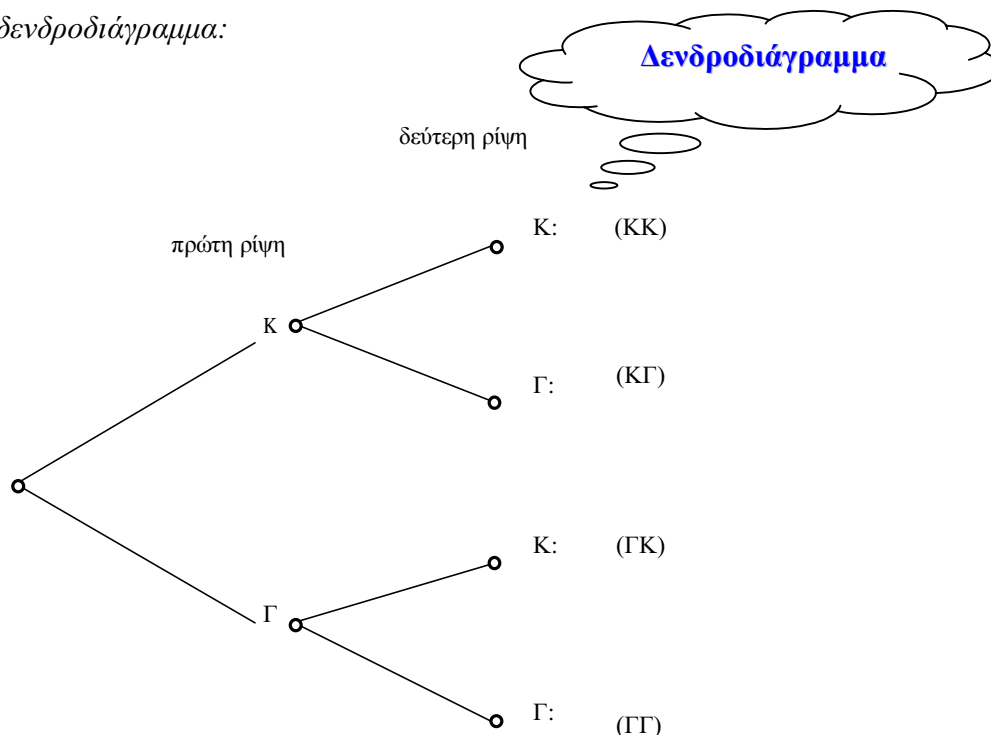 δενδροδιάγραμμα:
Δενδροδιάγραμμα
δεύτερη ρίψη
πρώτη ρίψη
Κ: (ΚΚ)
Κ
Γ: (ΚΓ)
Κ: (ΓΚ)
Γ
Γ: (ΓΓ)